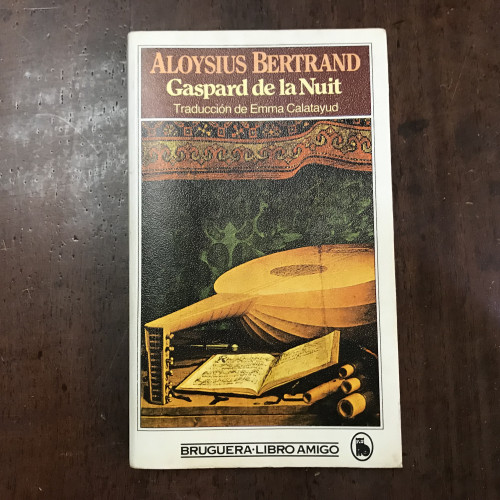 ALOYSIUS BERTRAND
Gaspard de la Nuit
Traducción de Emma Calatayud
BRUGUERA·LIBRO AMIGO